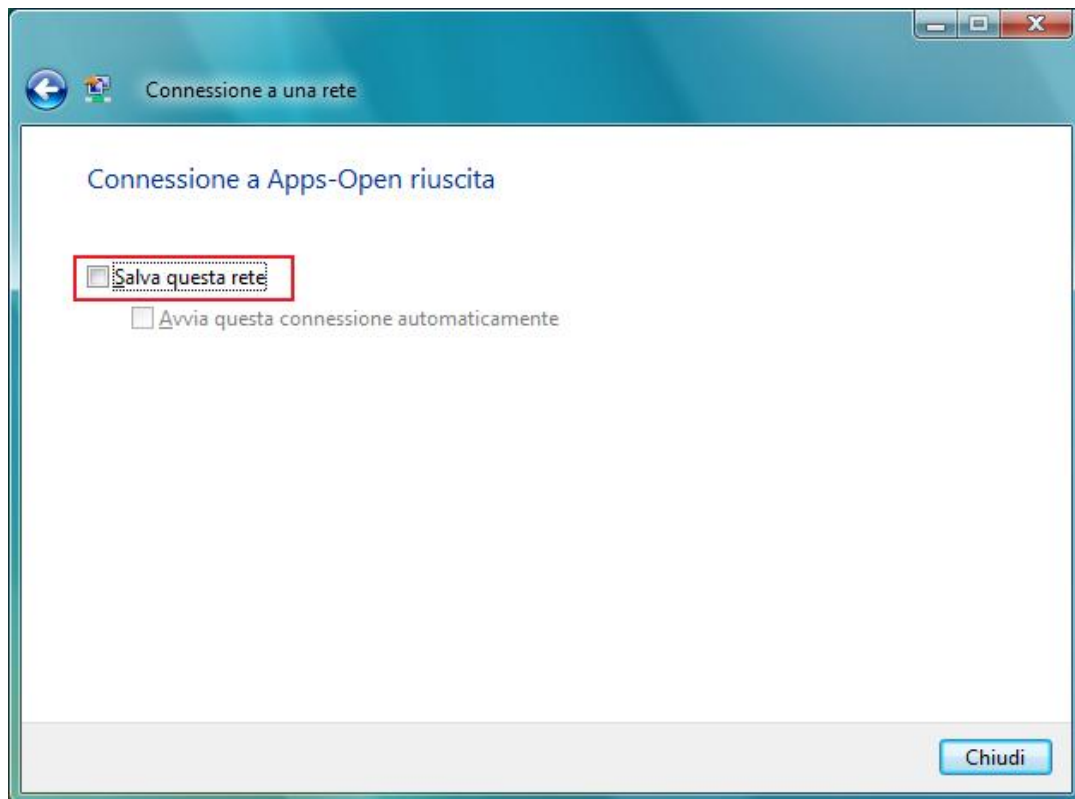 Connessione a una rete
Connessione a Apps-Open riuscita
Salva questa rete
Avvia questa connessione automaticamente
Chiudi